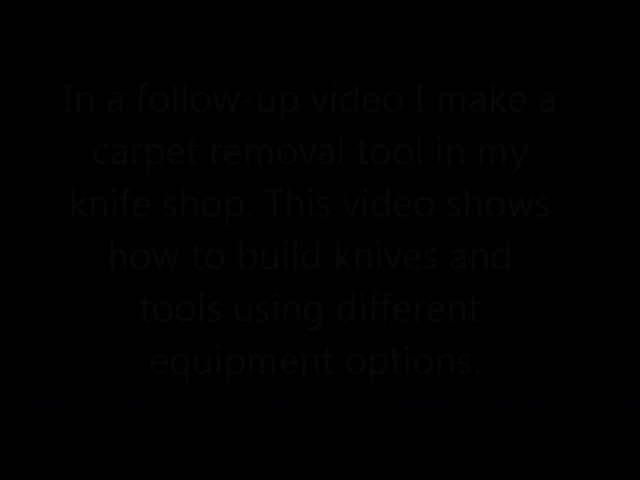 In a follow-up video I make a
carpet removal tool in my
knife shop. This video shows
how to build knives and
tools using different
equipment options.